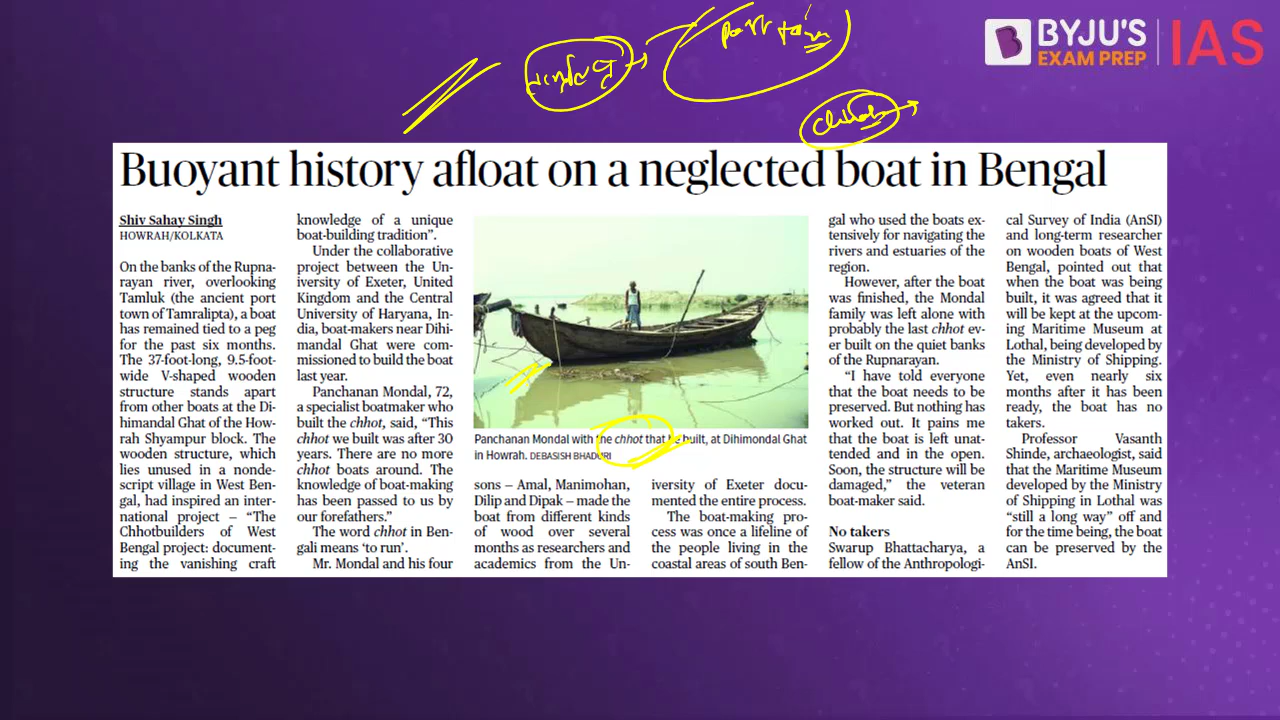 port town
BYJU'S
EXAM PREP
IAS
chhot
Buoyant history afloat on a neglected boat in Bengal
Shiv Sahay Singh
HOWRAH/KOLKATA
On the banks of the Rupna-
rayan river, overlooking
Tamluk (the ancient port
town of Tamralipta), a boat
has remained tied to a peg
for the past six months.
The 37-foot-long, 9.5-foot-
wide V-shaped wooden
structure stands apart
from other boats at the Di-
himandal Ghat of the How-
rah Shyampur block. The
wooden structure, which
lies unused in a nonde-
script village in West Ben-
gal, had inspired an inter-
national project – “The
Chhotbuilders of West
Bengal project: document-
ing the vanishing craft
knowledge of a unique
boat-building tradition”.
Under the collaborative
project between the Un-
iversity of Exeter, United
Kingdom and the Central
University of Haryana, In-
dia, boat-makers near Dihi-
mandal Ghat were com-
missioned to build the boat
last year.
Panchanan Mondal, 72,
a specialist boatmaker who
built the chhot, said, “This
chhot we built was after 30
years. There are no more
chhot boats around. The
knowledge of boat-making
has been passed to us by
our forefathers.”
The word chhot in Ben-
gali means ‘to run’.
Mr. Mondal and his four
Panchanan Mondal with the chhot that he built, at Dihimondal Ghat
in Howrah. DEBASISH BHADURI
sons – Amal, Manimohan,
Dilip and Dipak – made the
boat from different kinds
of wood over several
months as researchers and
academics from the Un-
iversity of Exeter docu-
mented the entire process.
The boat-making pro-
cess was once a lifeline of
the people living in the
coastal areas of south Ben-
gal who used the boats ex-
tensively for navigating the
rivers and estuaries of the
region.
However, after the boat
was finished, the Mondal
family was left alone with
probably the last chhot ev-
er built on the quiet banks
of the Rupnarayan.
“I have told everyone
that the boat needs to be
preserved. But nothing has
worked out. It pains me
that the boat is left unat-
tended and in the open.
Soon, the structure will be
damaged,” the veteran
boat-maker said.
No takers
Swarup Bhattacharya, a
fellow of the Anthropologi-
cal Survey of India (AnSI)
and long-term researcher
on wooden boats of West
Bengal, pointed out that
when the boat was being
built, it was agreed that it
will be kept at the upcom-
ing Maritime Museum at
Lothal, being developed by
the Ministry of Shipping.
Yet, even nearly six
months after it has been
ready, the boat has no
takers.
Professor Vasanth
Shinde, archaeologist, said
that the Maritime Museum
developed by the Ministry
of Shipping in Lothal was
“still a long way” off and
for the time being, the boat
can be preserved by the
AnSI.